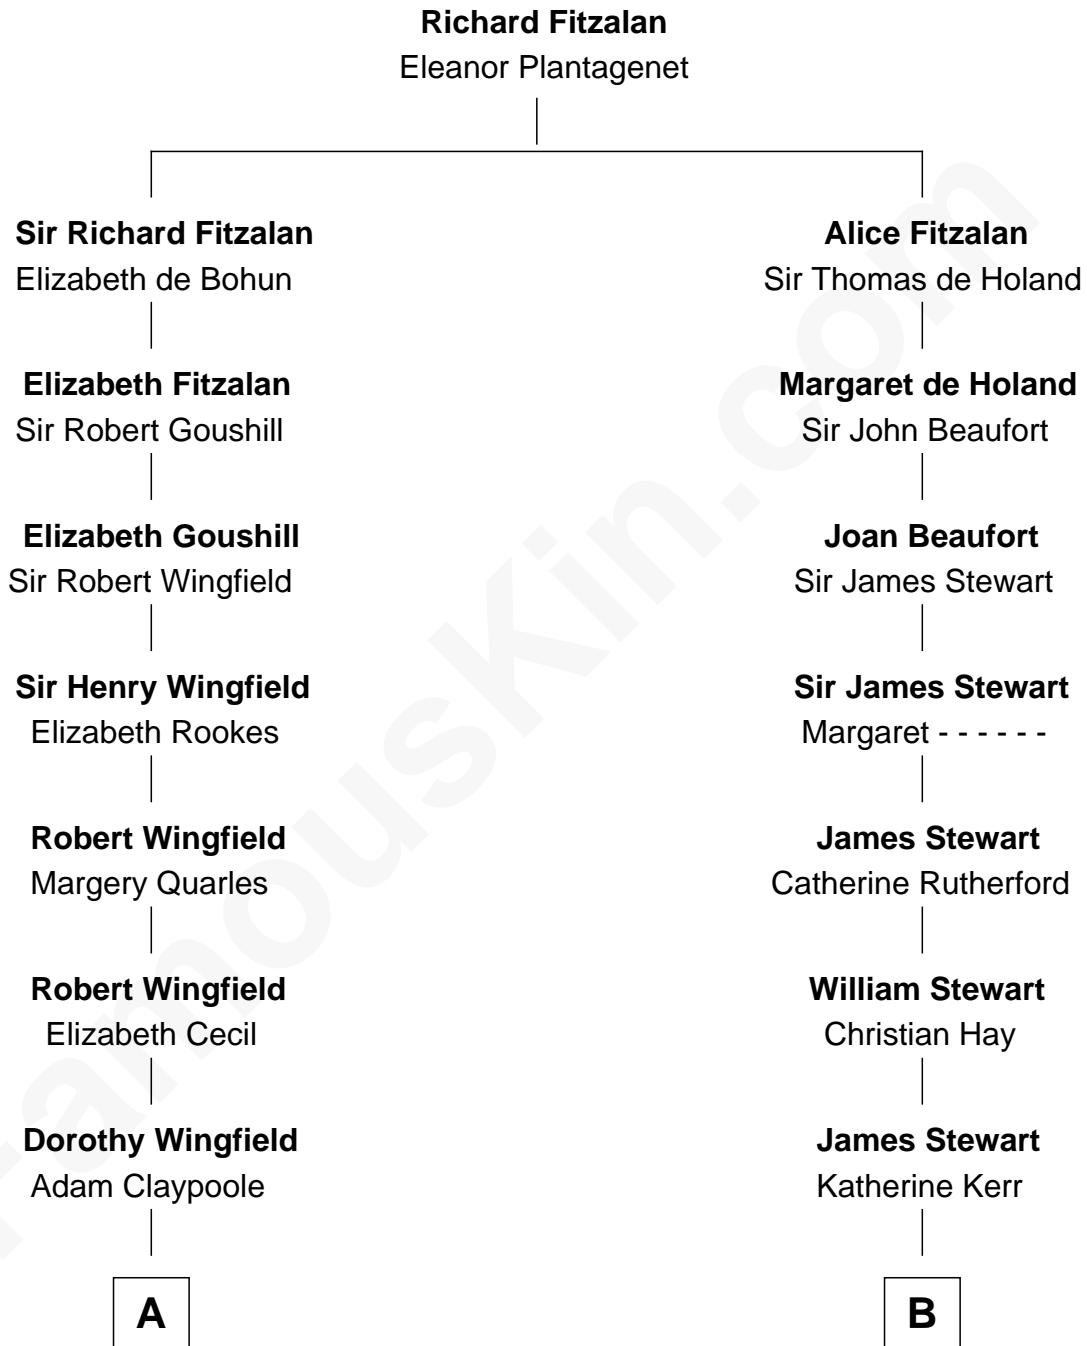 Richard Fitzalan
Eleanor Plantagenet
Sir Richard Fitzalan
Elizabeth de Bohun
Alice Fitzalan
Sir Thomas de Holand
Elizabeth Fitzalan
Sir Robert Goushill
Margaret de Holand
Sir John Beaufort
Elizabeth Goushill
Sir Robert Wingfield
Joan Beaufort
Sir James Stewart
Sir Henry Wingfield
Elizabeth Rookes
Sir James Stewart
Margaret - - - - - -
Robert Wingfield
Margery Quarles
James Stewart
Catherine Rutherford
Robert Wingfield
Elizabeth Cecil
William Stewart
Christian Hay
Dorothy Wingfield
Adam Claypoole
James Stewart
Katherine Kerr
A
B
FamousKin.com